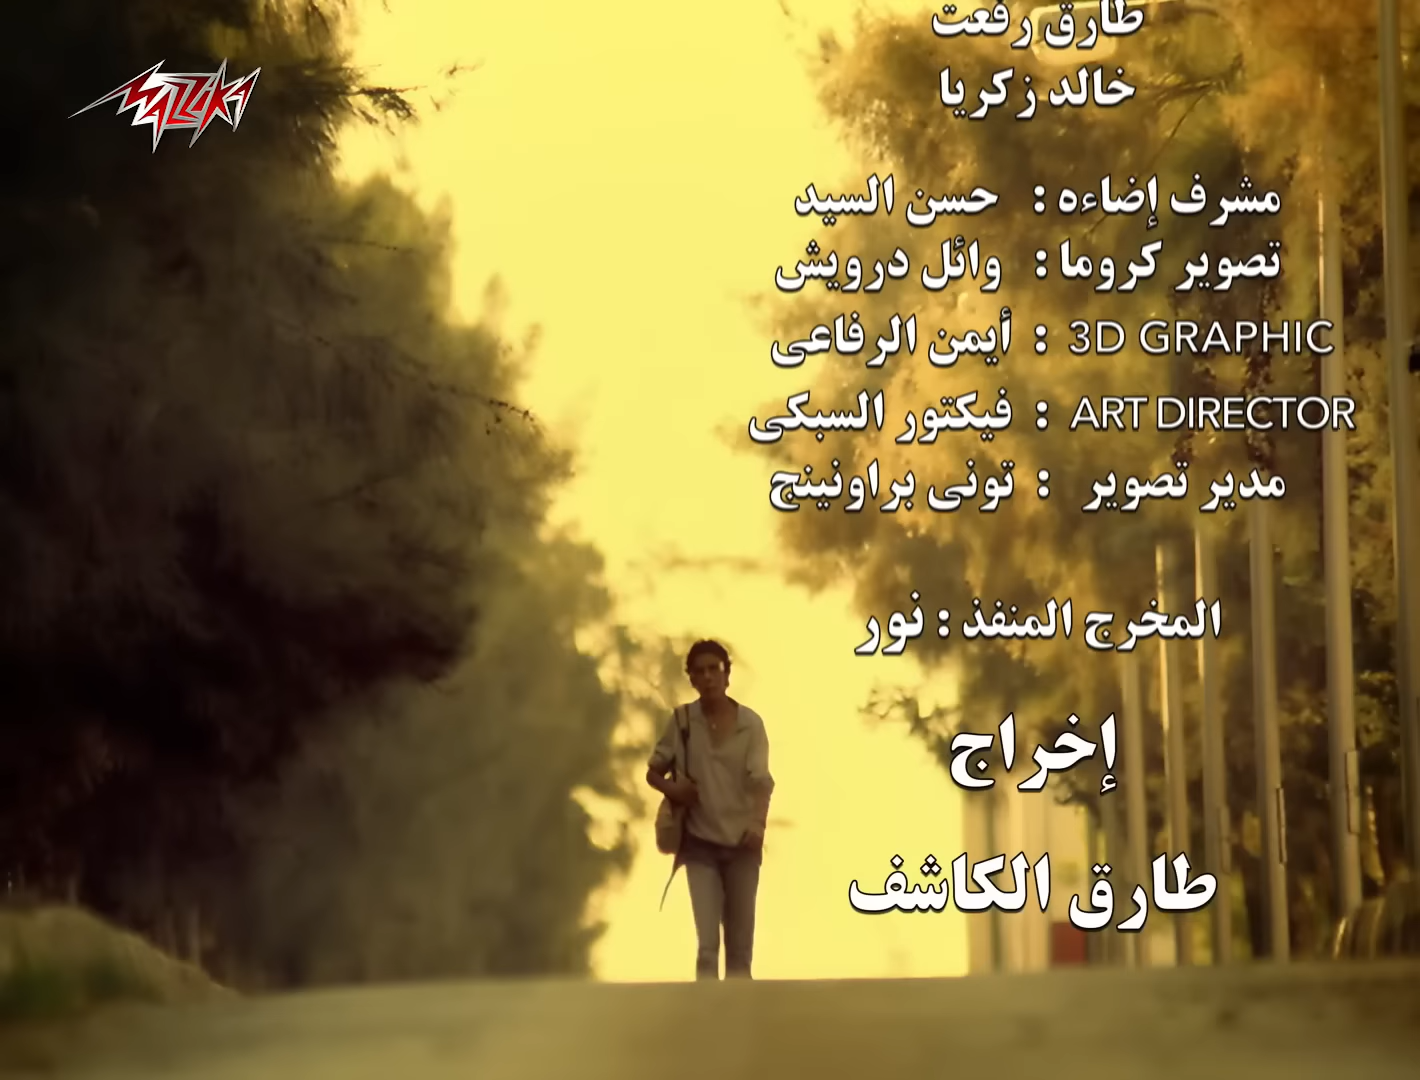 MAZZIKA
طارق رفعت
خالد زكريا
مشرف إضاءه : حسن السيد
تصوير كروما : وائل درويش
3D GRAPHIC : أيمن الرفاعى
ART DIRECTOR : فيكتور السبكى
مدير تصوير : تونى براونينج
المخرج المنفذ : نور
إخراج
طارق الكاشف